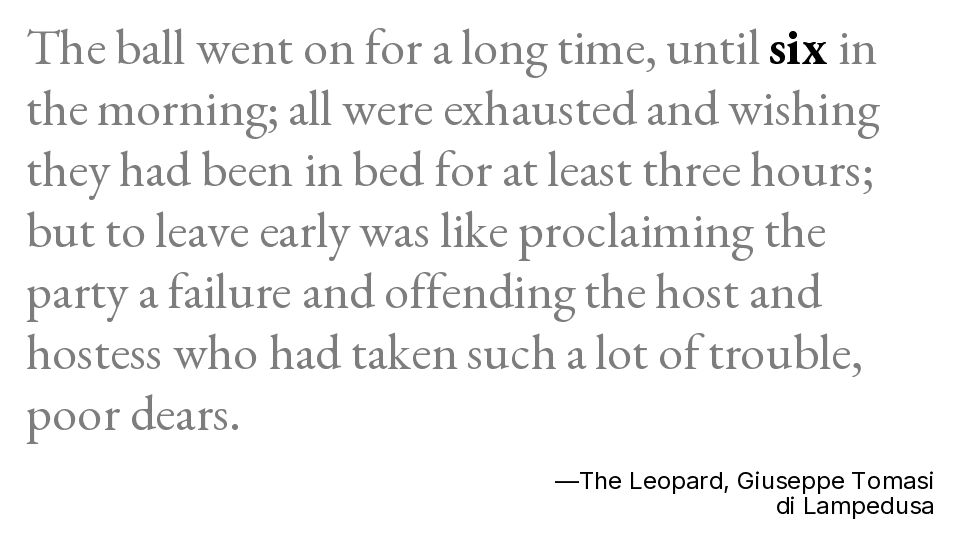 The ball went on for a long time, until six in
the morning; all were exhausted and wishing
they had been in bed for at least three hours;
but to leave early was like proclaiming the
party a failure and offending the host and
hostess who had taken such a lot of trouble,
poor dears.
—The Leopard, Giuseppe Tomasi
di Lampedusa